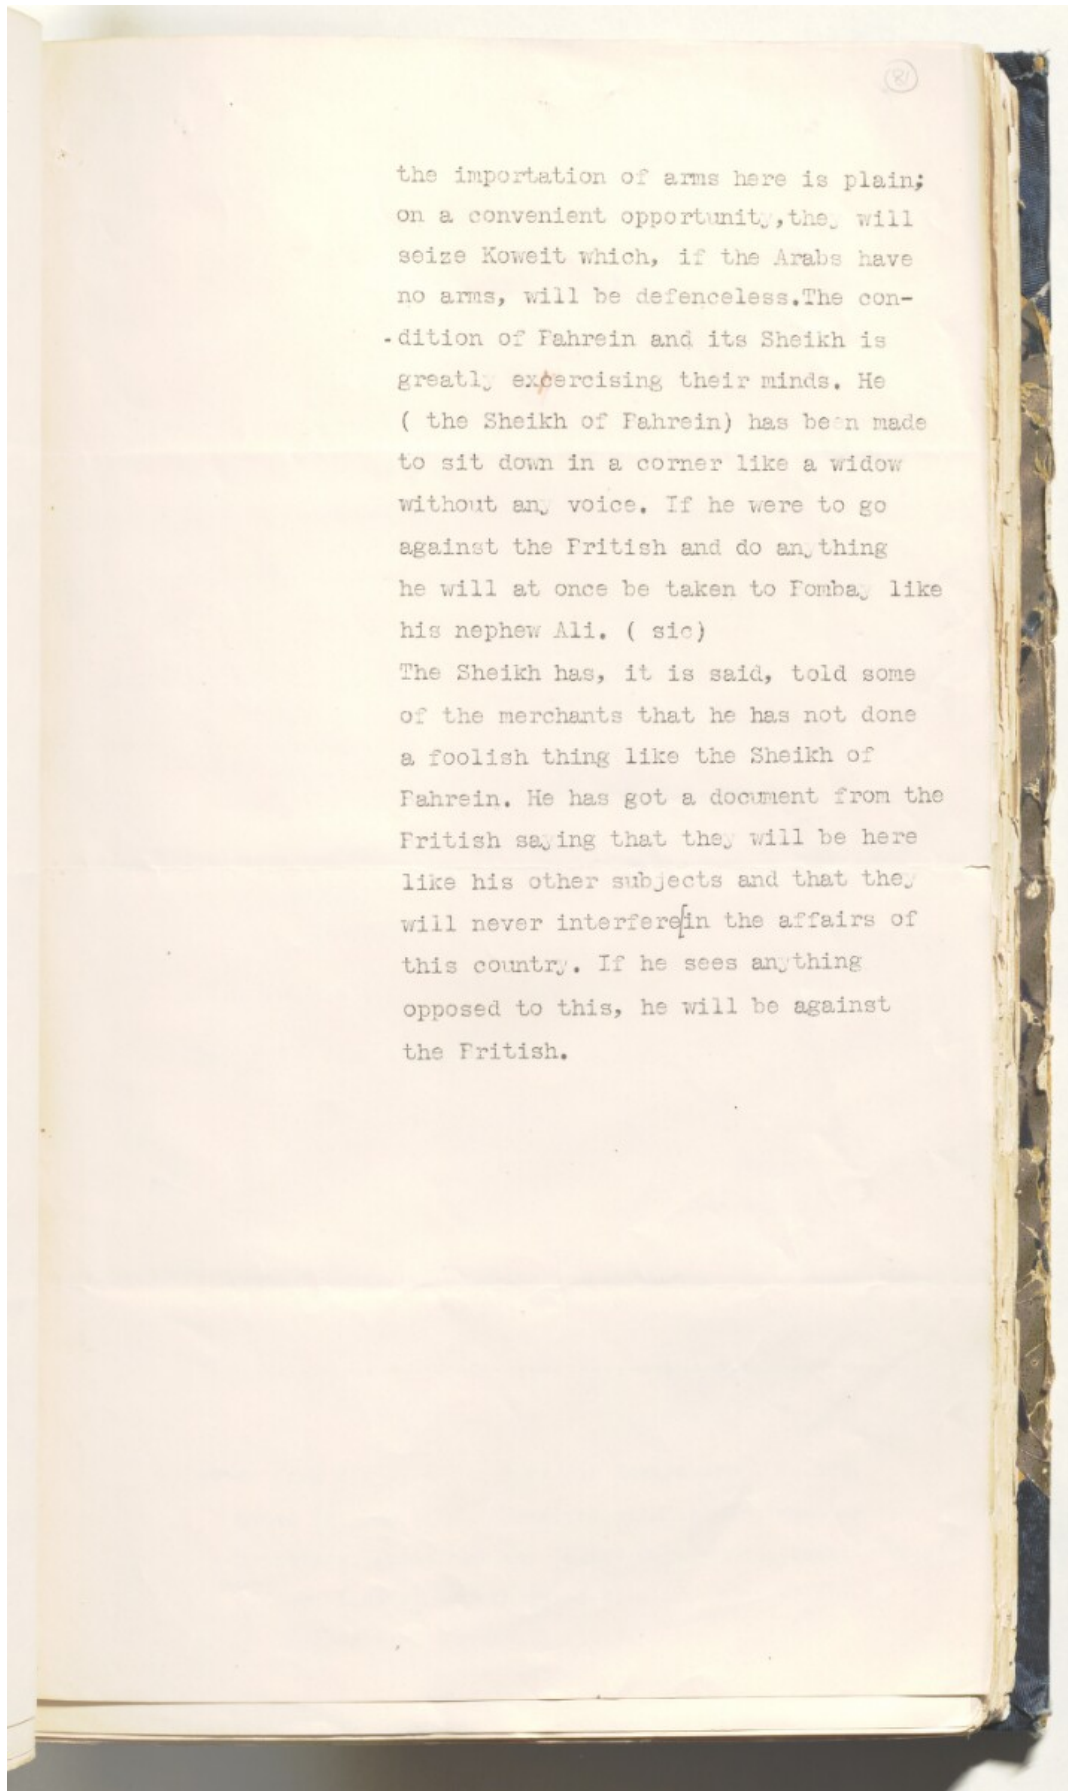 81
the importation of arms here is plain;
on a convenient opportunity,they will
seize Koweit which, if the Arabs have
no arms, will be defenceless.The con-
-dition of Bahrein and its Sheikh is
greatly excercising their minds. He
( the Sheikh of Bahrein) has been made
to sit down in a corner like a widow
without any voice. If he were to go
against the British and do anything
he will at once be taken to Bombay like
his nephew Ali. ( sic)
The Sheikh has, it is said, told some
of the merchants that he has not done
a foolish thing like the Sheikh of
Bahrein. He has got a document from the
British saying that they will be here
like his other subjects and that they
will never interfere in the affairs of
this country. If he sees anything
opposed to this, he will be against
the British.